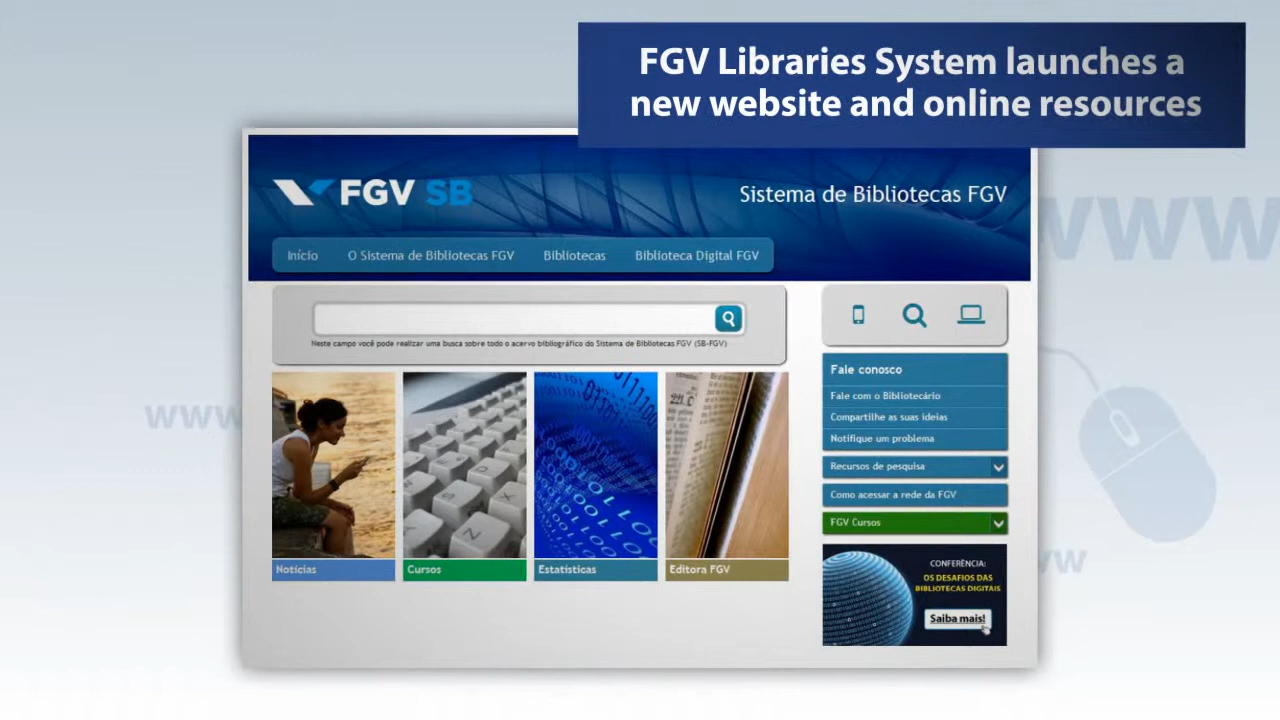 FGV Libraries System launches a
new website and online resources
FGV SB
Sistema de Bibliotecas FGV
Início O Sistema de Bibliotecas FGV Bibliotecas Biblioteca Digital FGV
Neste campo você pode realizar uma busca sobre todo o acervo bibliográfico do Sistema de Bibliotecas FGV (SB-FGV)
Fale conosco
Fale com o Bibliotecário
Compartilhe as suas ideias
Notifique um problema
Recursos de pesquisa
Como acessar a rede da FGV
FGV Cursos
Notícias Cursos Estatísticas Editora FGV
CONFERÊNCIA:
OS DESAFIOS DAS
BIBLIOTECAS DIGITAIS
Saiba mais!
WWW
www